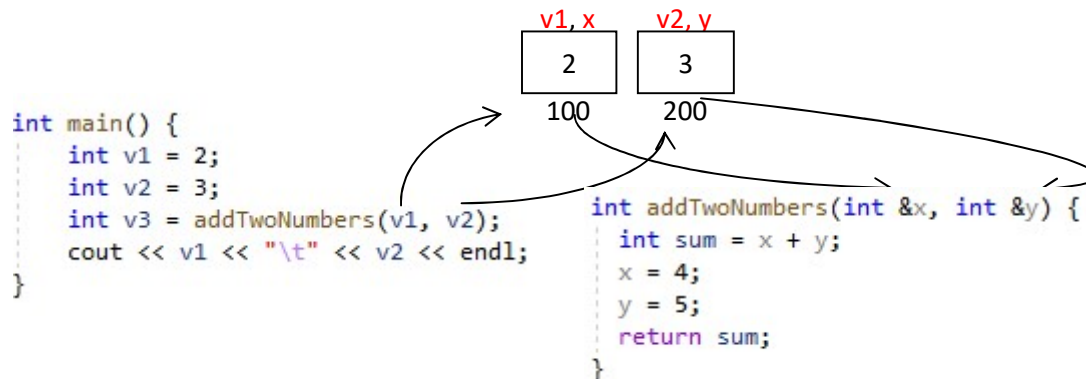 v1, x v2, y
2 3
100 200
int main() {
int v1 = 2;
int v2 = 3;
int v3 = addTwoNumbers(v1, v2);
cout << v1 << "\t" << v2 << endl;
}
int addTwoNumbers(int &x, int &y) {
int sum = x + y;
x = 4;
y = 5;
return sum;
}